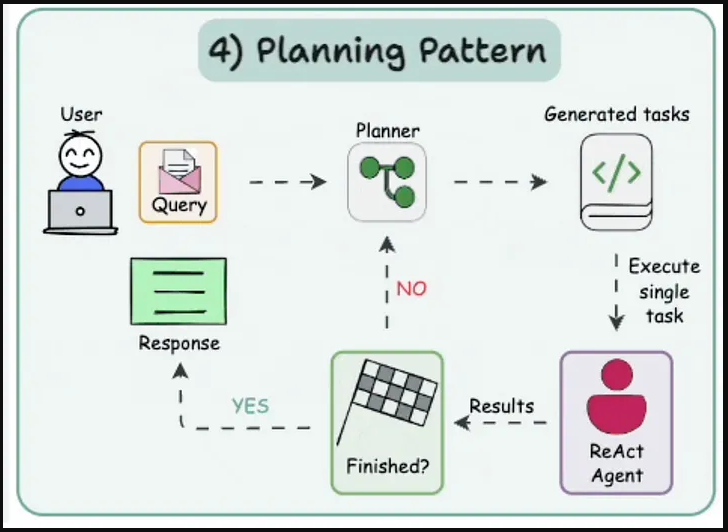 4) Planning Pattern
User
Query
Planner
Generated tasks
</>
Execute
single
task
ReAct
Agent
Results
Finished?
NO
YES
Response